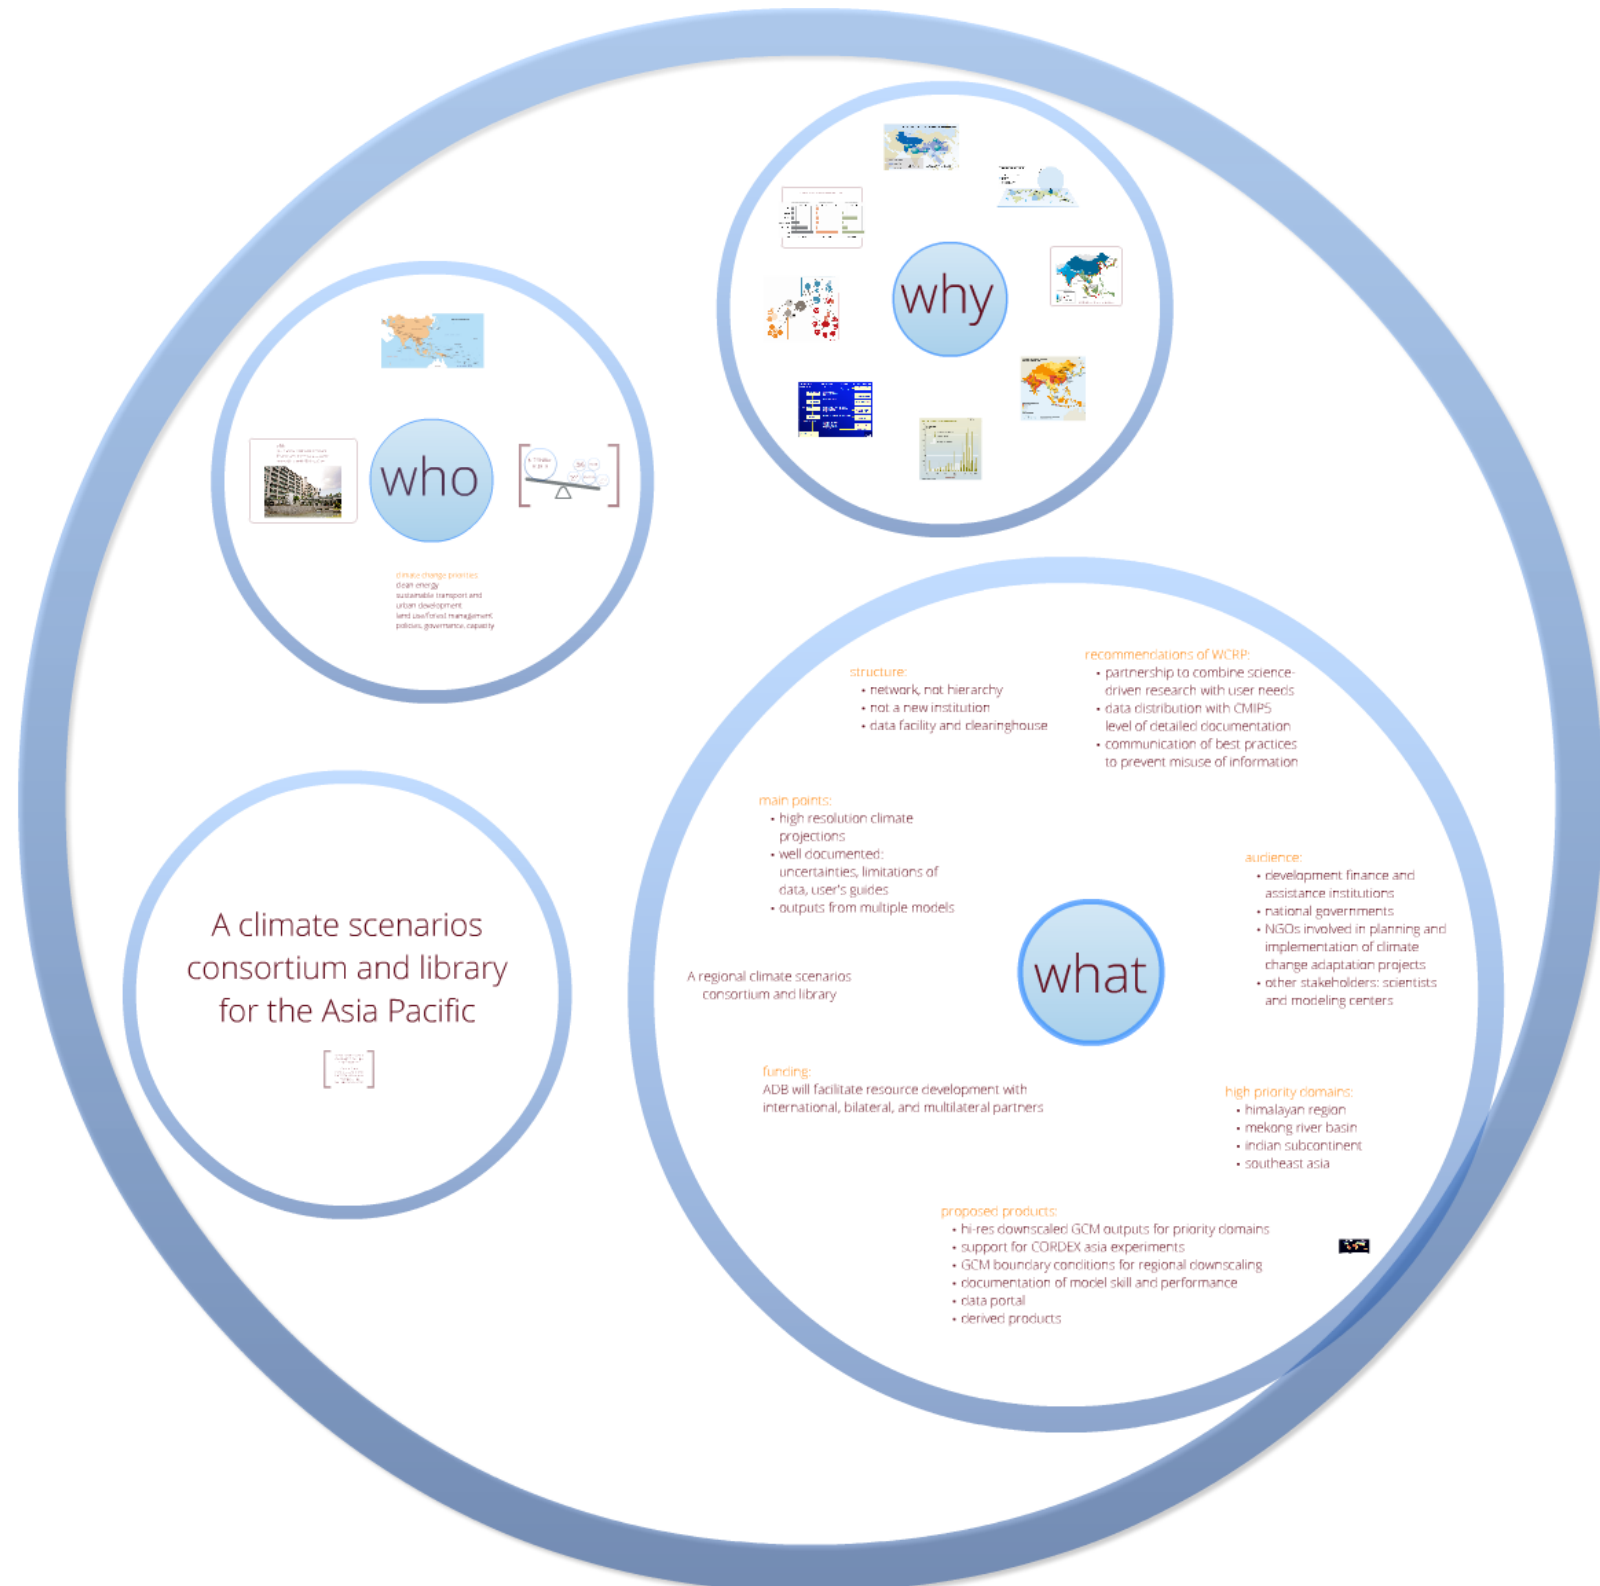 why
who
climate change priorities
clean energy
sustainable transport and
urban development
land use/forest management
policies, governance, capacity
A climate scenarios
consortium and library
for the Asia Pacific
structure:
• network, not hierarchy
• not a new institution
• data facility and clearinghouse
recommendations of WCRP:
• partnership to combine science-
driven research with user needs
• data distribution with CMIP5
level of detailed documentation
• communication of best practices
to prevent misuse of information
main points:
• high resolution climate
projections
• well documented:
uncertainties, limitations of
data, user's guides
• outputs from multiple models
audience:
• development finance and
assistance institutions
• national governments
• NGOs involved in planning and
implementation of climate
change adaptation projects
• other stakeholders: scientists
and modeling centers
what
A regional climate scenarios
consortium and library
funding:
ADB will facilitate resource development with
international, bilateral, and multilateral partners
high priority domains:
• himalayan region
• mekong river basin
• indian subcontinent
• southeast asia
proposed products:
• hi-res downscaled GCM outputs for priority domains
• support for CORDEX asia experiments
• GCM boundary conditions for regional downscaling
• documentation of model skill and performance
• data portal
• derived products